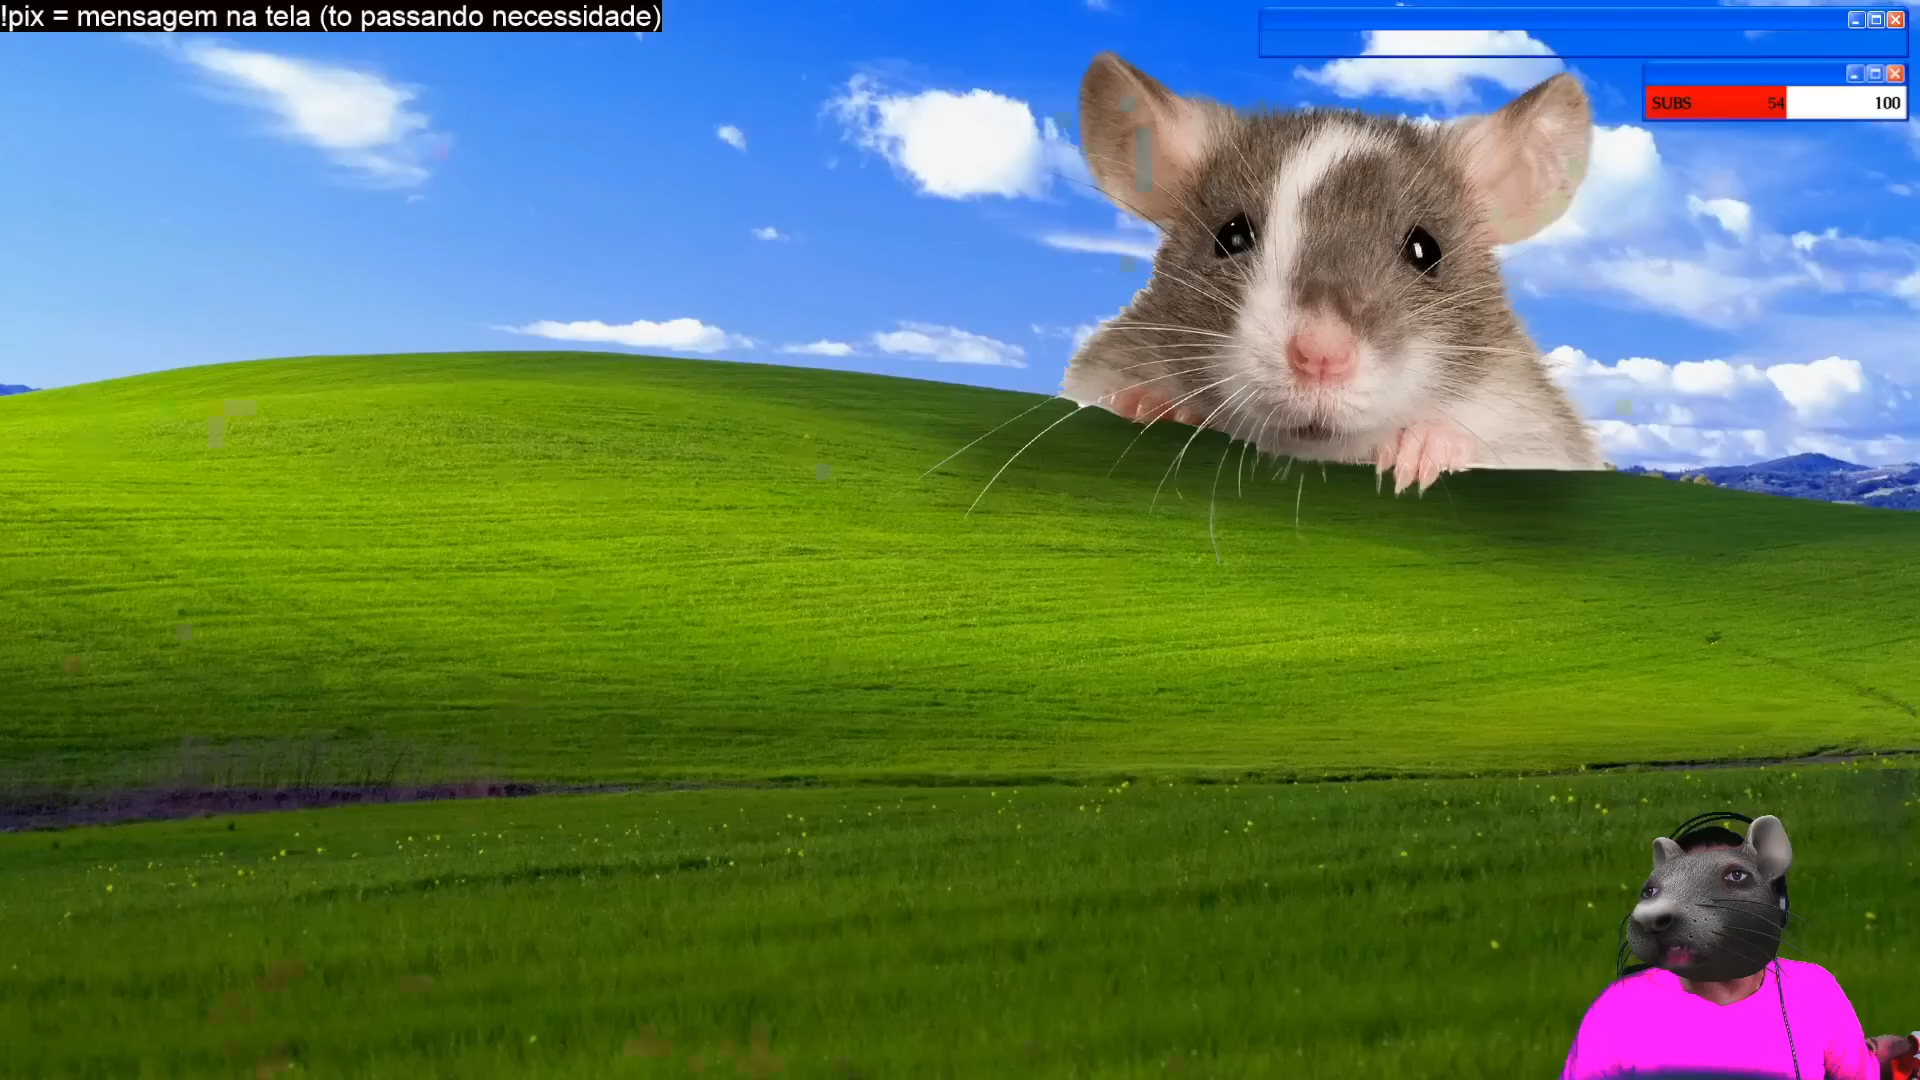 !pix = mensagem na tela (to passando necessidade)
SUBS 54 100